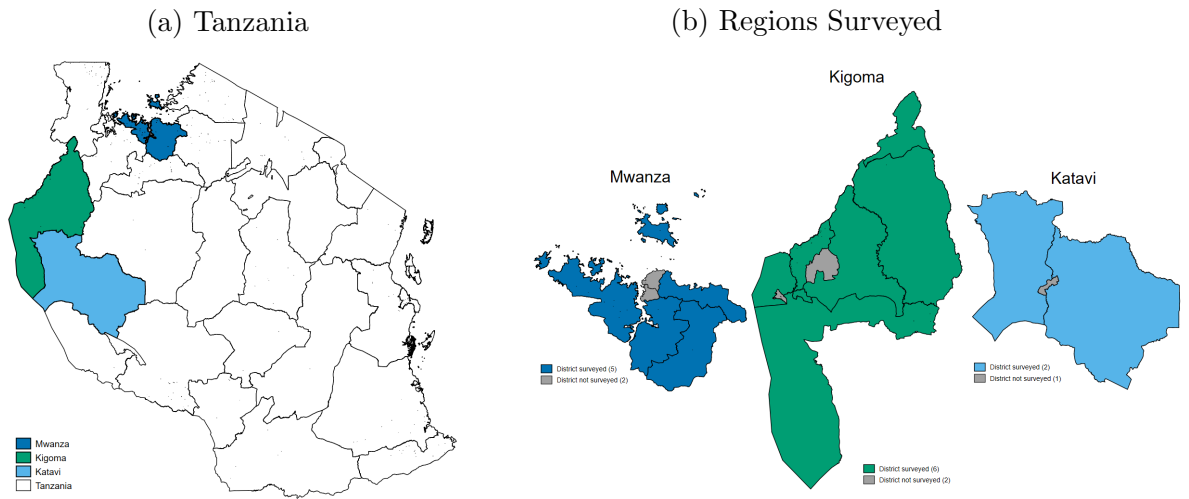 (a) Tanzania
Mwanza
Kigoma
Katavi
Tanzania
(b) Regions Surveyed
Mwanza
District surveyed (5)
District not surveyed (2)
Kigoma
District surveyed (6)
District not surveyed (2)
Katavi
District surveyed (2)
District not surveyed (1)